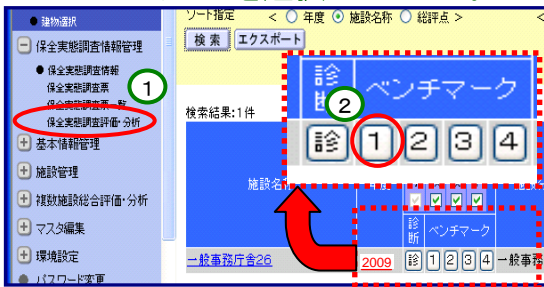 ● 建物選択
保全実態調査情報管理
● 保全実態調査情報
保全実態調査票
保全実態調査票一覧
保全実態調査評価・分析
基本情報管理
施設管理
複数施設総合評価・分析
マスタ編集
環境設定
● パスワード変更
1
ソート指定 < 年度 施設名称 総評点 > <
検索 エクスポート
検索結果:1件
診
ベンチマーク
2
診 1 2 3 4
施設名
診断 ベンチマーク
一般事務庁舎26 2009 診 1 2 3 4 一般事務